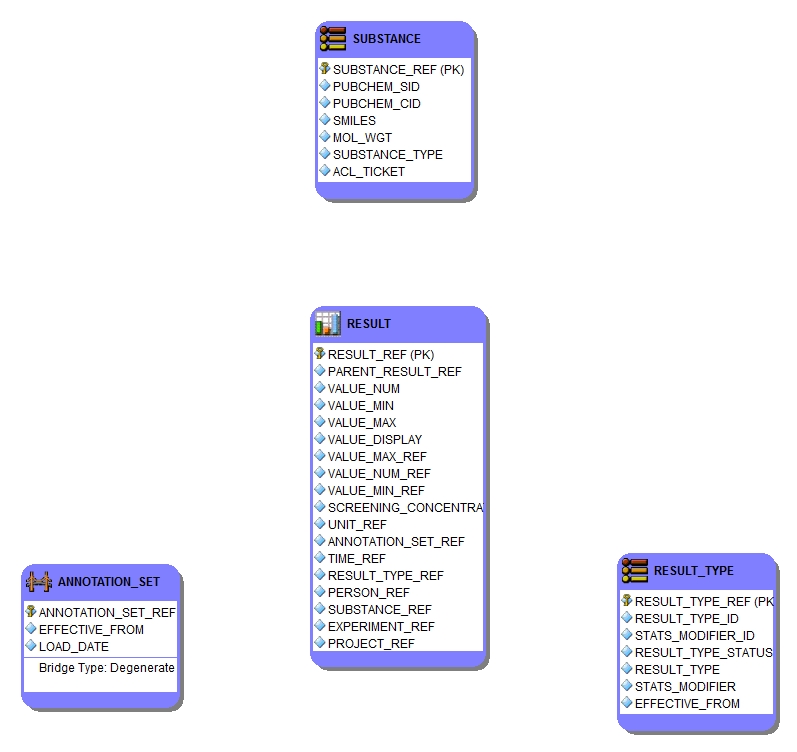 SUBSTANCE
SUBSTANCE_REF (PK)
PUBCHEM_SID
PUBCHEM_CID
SMILES
MOL_WGT
SUBSTANCE_TYPE
ACL_TICKET
RESULT
RESULT_REF (PK)
PARENT_RESULT_REF
VALUE_NUM
VALUE_MIN
VALUE_MAX
VALUE_DISPLAY
VALUE_MAX_REF
VALUE_NUM_REF
VALUE_MIN_REF
SCREENING_CONCENTRA
UNIT_REF
ANNOTATION_SET_REF
TIME_REF
RESULT_TYPE_REF
PERSON_REF
SUBSTANCE_REF
EXPERIMENT_REF
PROJECT_REF
ANNOTATION_SET
ANNOTATION_SET_REF
EFFECTIVE_FROM
LOAD_DATE
Bridge Type: Degenerate
RESULT_TYPE
RESULT_TYPE_REF (PK
RESULT_TYPE_ID
STATS_MODIFIER_ID
RESULT_TYPE_STATUS
RESULT_TYPE
STATS_MODIFIER
EFFECTIVE_FROM